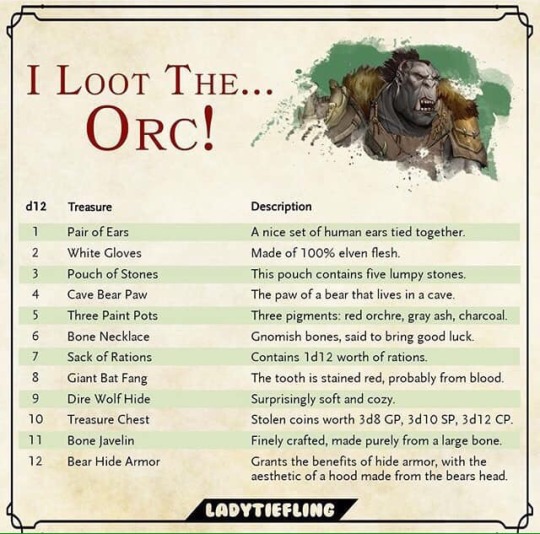 I Loot The...
Orc!
d12 Treasure Description
1 Pair of Ears A nice set of human ears tied together.
2 White Gloves Made of 100% elven flesh.
3 Pouch of Stones This pouch contains five lumpy stones.
4 Cave Bear Paw The paw of a bear that lives in a cave.
5 Three Paint Pots Three pigments: red orchre, gray ash, charcoal.
6 Bone Necklace Gnomish bones, said to bring good luck.
7 Sack of Rations Contains 1d12 worth of rations.
8 Giant Bat Fang The tooth is stained red, probably from blood.
9 Dire Wolf Hide Surprisingly soft and cozy.
10 Treasure Chest Stolen coins worth 3d8 GP, 3d10 SP, 3d12 CP.
11 Bone Javelin Finely crafted, made purely from a large bone.
12 Bear Hide Armor Grants the benefits of hide armor, with the
aesthetic of a hood made from the bears head.
LADYTIEFLING